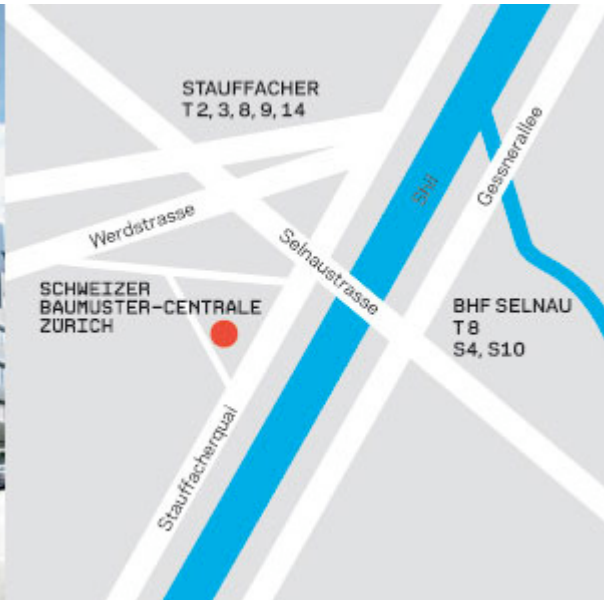 STAUFFACHER
T 2, 3, 8, 9, 14
Gessnerallee
Sihl
Werdstrasse
Selnaustrasse
SCHWEIZER
BAUMUSTER–CENTRALE
ZÜRICH
BHF SELNAU
T 8
S4, S10
Stauffacherquai